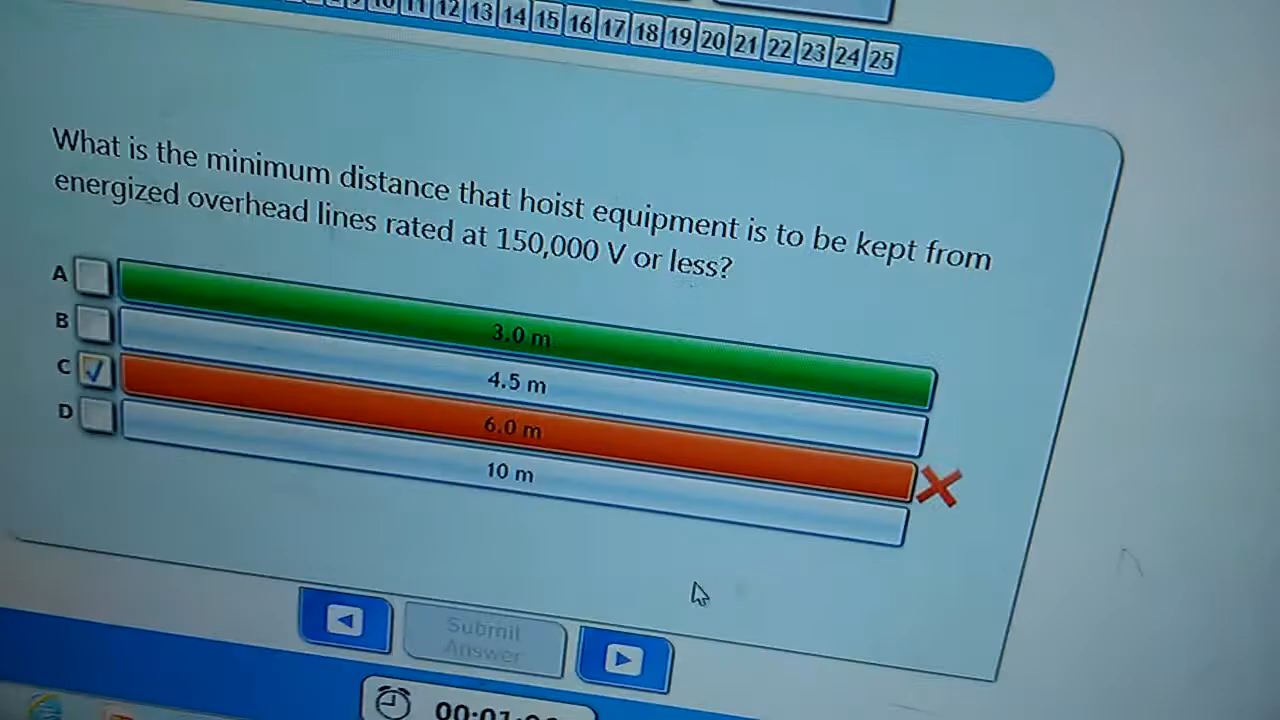 10 11 12 13 14 15 16 17 18 19 20 21 22 23 24 25
What is the minimum distance that hoist equipment is to be kept from
energized overhead lines rated at 150,000 V or less?
A 3.0 m
B 4.5 m
C 6.0 m
D 10 m
Submit
Answer